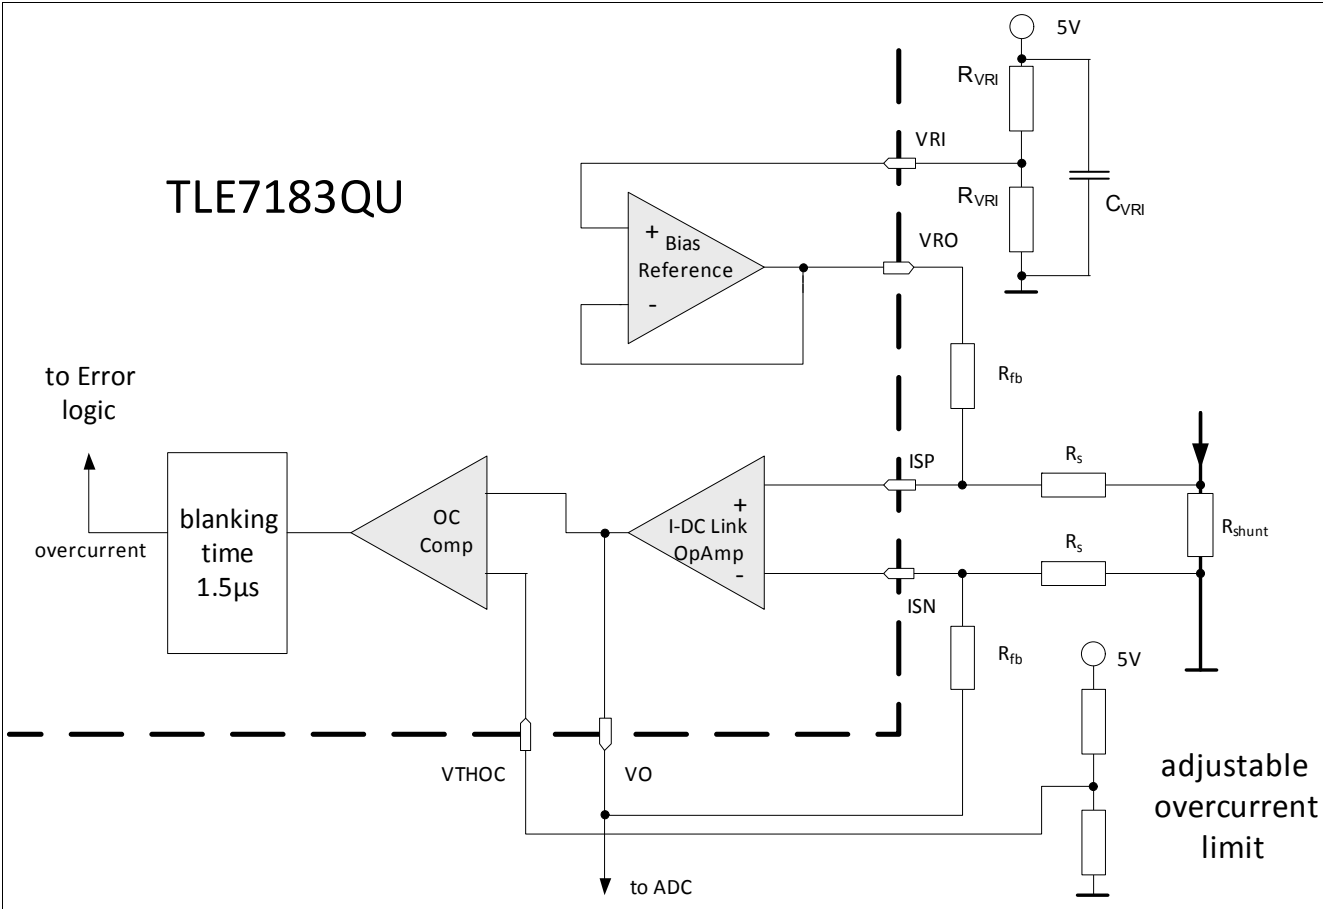 5V
RVRI
VRI
TLE7183QU
RVRI
CVRI
+
Bias
Reference
-
VRO
to Error
logic
Rfb
ISP
Rs
blanking
time
1.5µs
OC
Comp
+
I-DC Link
OpAmp
-
Rshunt
overcurrent
Rs
ISN
Rfb
5V
VTHOC
VO
adjustable
overcurrent
limit
to ADC